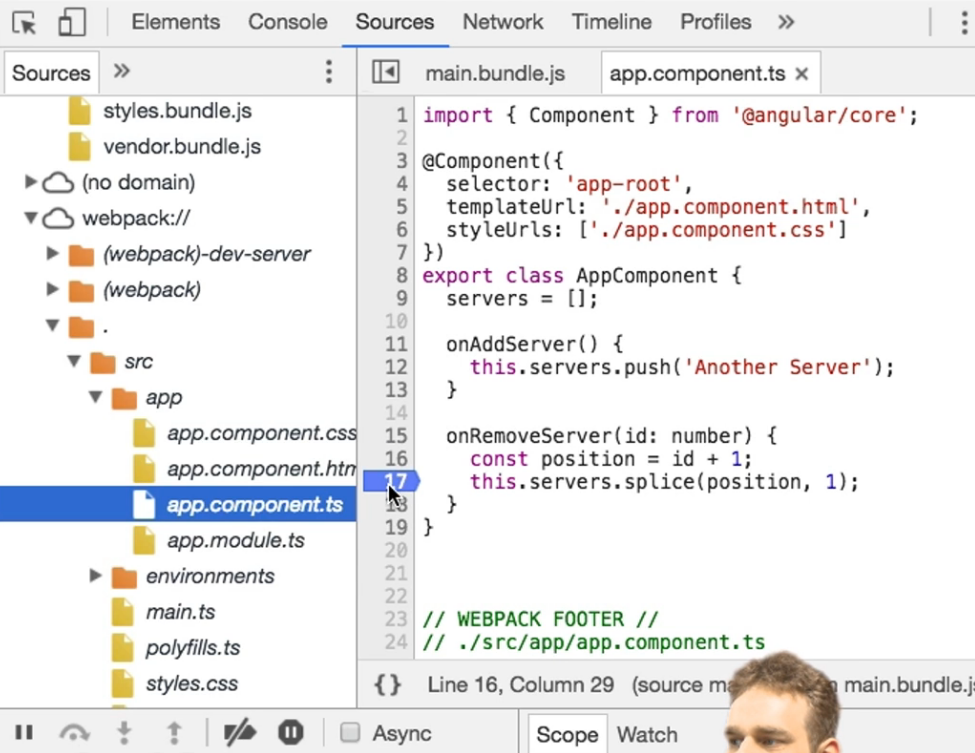 Elements Console Sources Network Timeline Profiles »
Sources »
main.bundle.js app.component.ts ×
styles.bundle.js
vendor.bundle.js
(no domain)
webpack://
(webpack)-dev-server
(webpack)
.
src
app
app.component.css
app.component.htm
app.component.ts
app.module.ts
environments
main.ts
polyfills.ts
styles.css
1 import { Component } from '@angular/core';
2
3 @Component({
4   selector: 'app-root',
5   templateUrl: './app.component.html',
6   styleUrls: ['./app.component.css']
7 })
8 export class AppComponent {
9   servers = [];
10
11   onAddServer() {
12     this.servers.push('Another Server');
13   }
14
15   onRemoveServer(id: number) {
16     const position = id + 1;
17     this.servers.splice(position, 1);
18   }
19 }
20
21
22
23 // WEBPACK FOOTER //
24 // ./src/app/app.component.ts
{} Line 16, Column 29 (source main.bundle.js
Async
Scope Watch